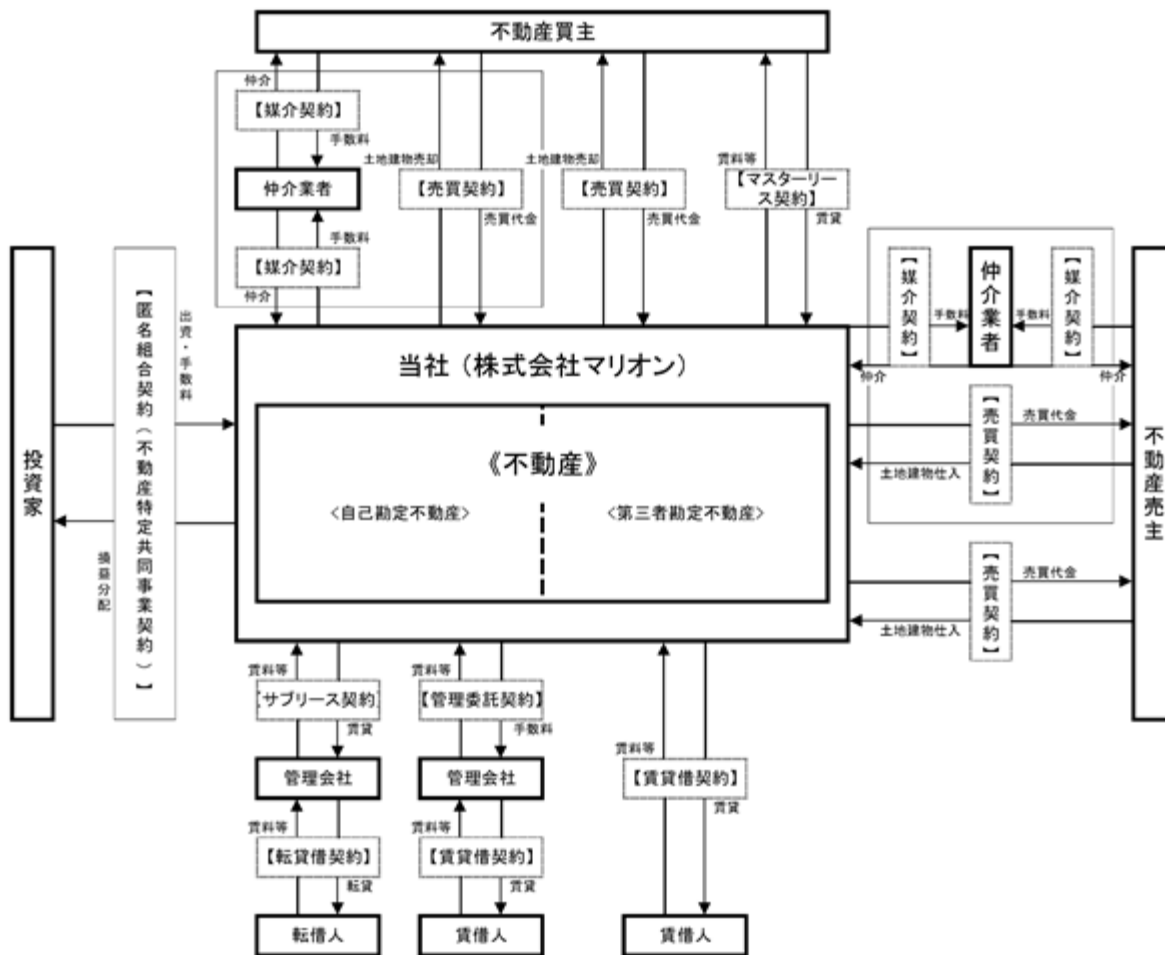 不動産買主
仲介
【媒介契約】
手数料
仲介業者
手数料
【媒介契約】
仲介
土地建物売却
【売買契約】
売買代金
土地建物売却
【売買契約】
売買代金
賃料等
【マスターリー
ス契約】
賃貸
投資家
【匿名組合契約(不動産特定共同事業契約)】
出資・手数料
損益分配
当社(株式会社マリオン)
《不動産》
<自己勘定不動産>
<第三者勘定不動産>
【媒介契約】
手数料
仲介業者
手数料
【媒介契約】
仲介
仲介
【売買契約】
売買代金
土地建物仕入
【売買契約】
売買代金
土地建物仕入
不動産売主
賃料等
【サブリース契約】
賃貸
管理会社
賃料等
【転貸借契約】
転貸
転借人
賃料等
【管理委託契約】
手数料
管理会社
賃料等
【賃貸借契約】
賃貸
賃借人
賃料等
【賃貸借契約】
賃貸
賃借人